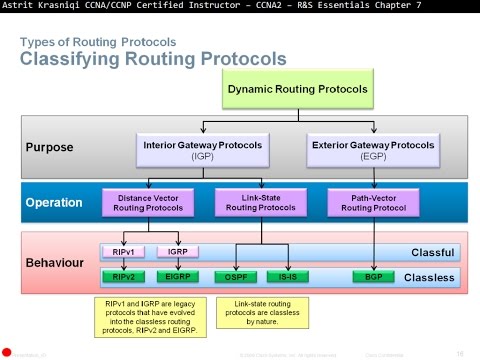 Astrit Krasniqi CCNA/CCNP Certified Instructor – CCNA2 – R&S Essentials Chapter 7
Types of Routing Protocols
Classifying Routing Protocols
Dynamic Routing Protocols
Purpose
Interior Gateway Protocols
(IGP)
Exterior Gateway Protocols
(EGP)
Operation
Distance Vector
Routing Protocols
Link-State
Routing Protocols
Path-Vector
Routing Protocol
Behaviour
RIPv1
IGRP
Classful
RIPv2
EIGRP
OSPF
IS-IS
BGP
Classless
RIPv1 and IGRP are legacy
protocols that have evolved
into the classless routing
protocols, RIPv2 and EIGRP.
Link-state routing
protocols are classless
by nature.
Cisco Systems, Inc. All rights reserved.
Cisco Confidential
16